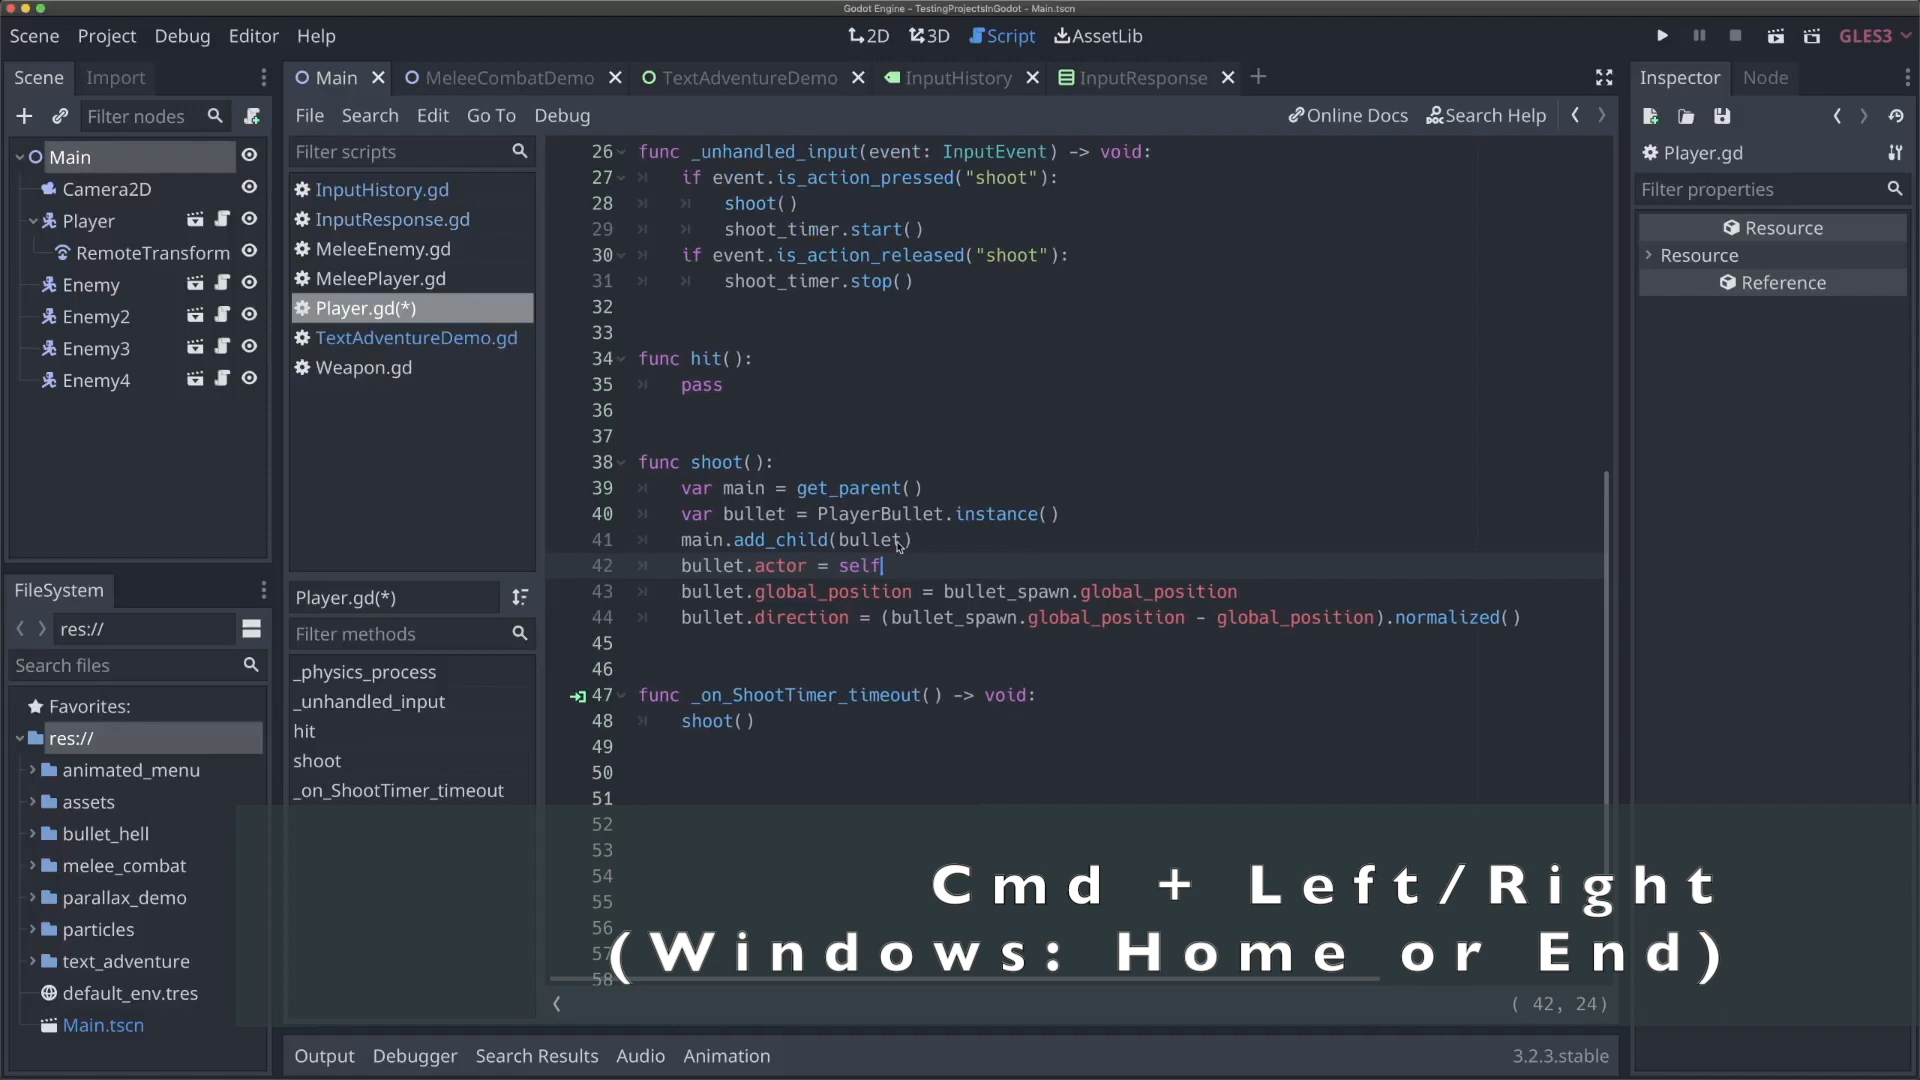 Godot Engine - TestingProjectsInGodot - Main.tscn
Scene Project Debug Editor Help
2D 3D Script AssetLib
GLES3
Scene Import
Filter nodes
Main
Camera2D
Player
RemoteTransform
Enemy
Enemy2
Enemy3
Enemy4
FileSystem
res://
Search files
Favorites:
res://
animated_menu
assets
bullet_hell
melee_combat
parallax_demo
particles
text_adventure
default_env.tres
Main.tscn
Main MeleeCombatDemo TextAdventureDemo InputHistory InputResponse
File Search Edit Go To Debug
Online Docs Search Help
Filter scripts
InputHistory.gd
InputResponse.gd
MeleeEnemy.gd
MeleePlayer.gd
Player.gd(*)
TextAdventureDemo.gd
Weapon.gd
Player.gd(*)
Filter methods
_physics_process
_unhandled_input
hit
shoot
_on_ShootTimer_timeout
26 func _unhandled_input(event: InputEvent) -> void:
27 if event.is_action_pressed("shoot"):
28 shoot()
29 shoot_timer.start()
30 if event.is_action_released("shoot"):
31 shoot_timer.stop()
32
33
34 func hit():
35 pass
36
37
38 func shoot():
39 var main = get_parent()
40 var bullet = PlayerBullet.instance()
41 main.add_child(bullet)
42 bullet.actor = self
43 bullet.global_position = bullet_spawn.global_position
44 bullet.direction = (bullet_spawn.global_position - global_position).normalized()
45
46
47 func _on_ShootTimer_timeout() -> void:
48 shoot()
49
50
51
52
53
54
55
56
57
58
Cmd + Left/Right
(Windows: Home or End)
( 42, 24)
Output Debugger Search Results Audio Animation
3.2.3.stable
Inspector Node
Player.gd
Filter properties
Resource
Resource
Reference